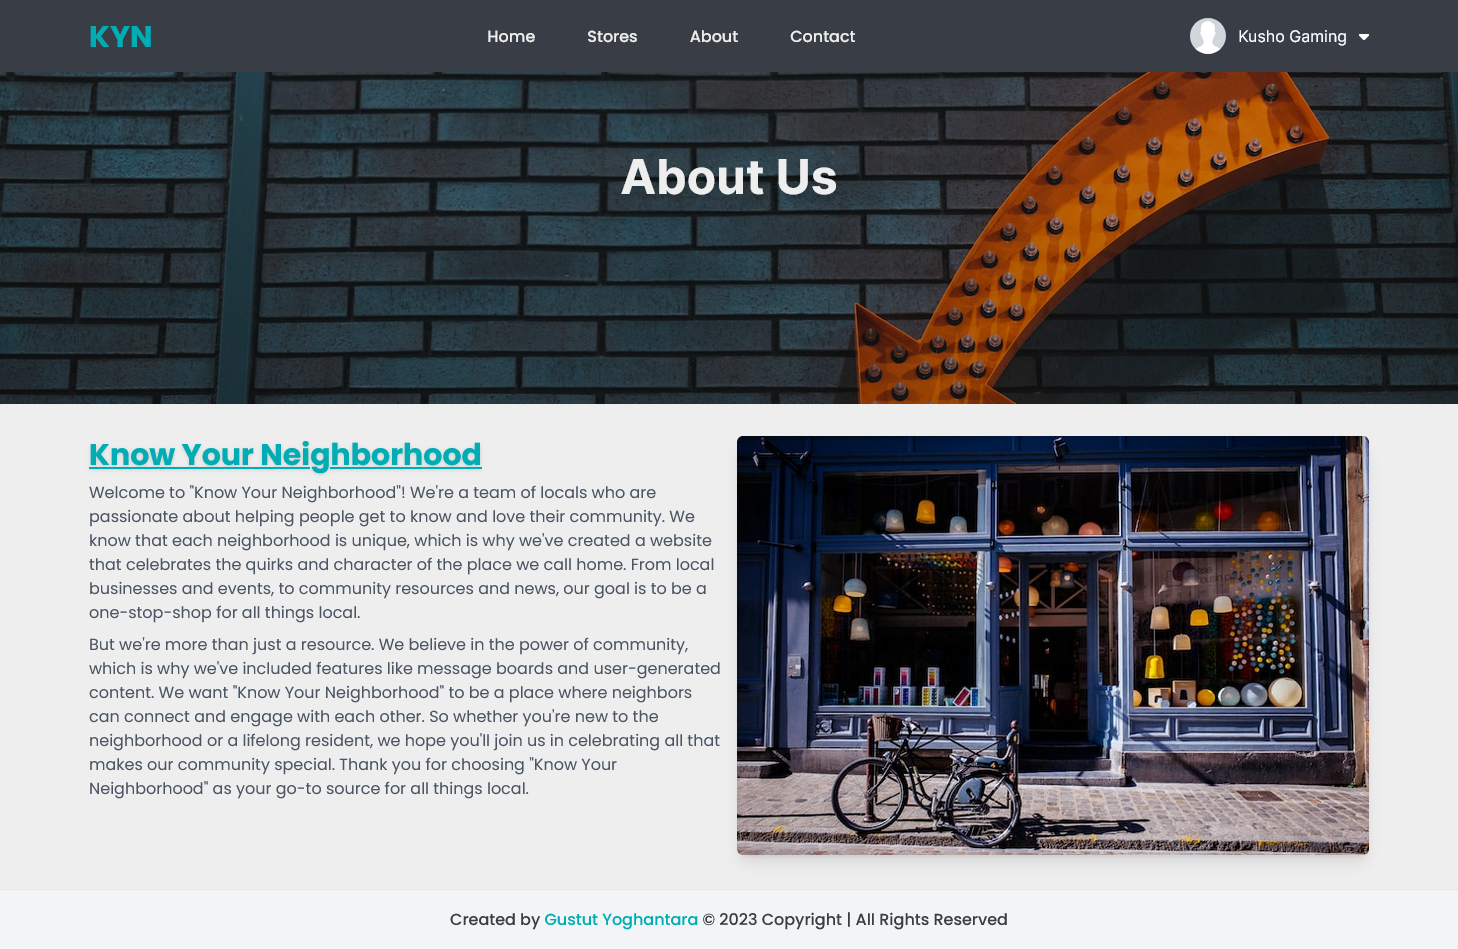 KYN
Home
Stores
About
Contact
Kusho Gaming
About Us
Know Your Neighborhood
Welcome to "Know Your Neighborhood"! We're a team of locals who are
passionate about helping people get to know and love their community. We
know that each neighborhood is unique, which is why we've created a website
that celebrates the quirks and character of the place we call home. From local
businesses and events, to community resources and news, our goal is to be a
one-stop-shop for all things local.
But we're more than just a resource. We believe in the power of community,
which is why we've included features like message boards and user-generated
content. We want "Know Your Neighborhood" to be a place where neighbors
can connect and engage with each other. So whether you're new to the
neighborhood or a lifelong resident, we hope you'll join us in celebrating all that
makes our community special. Thank you for choosing "Know Your
Neighborhood" as your go-to source for all things local.
Created by Gustut Yoghantara © 2023 Copyright | All Rights Reserved